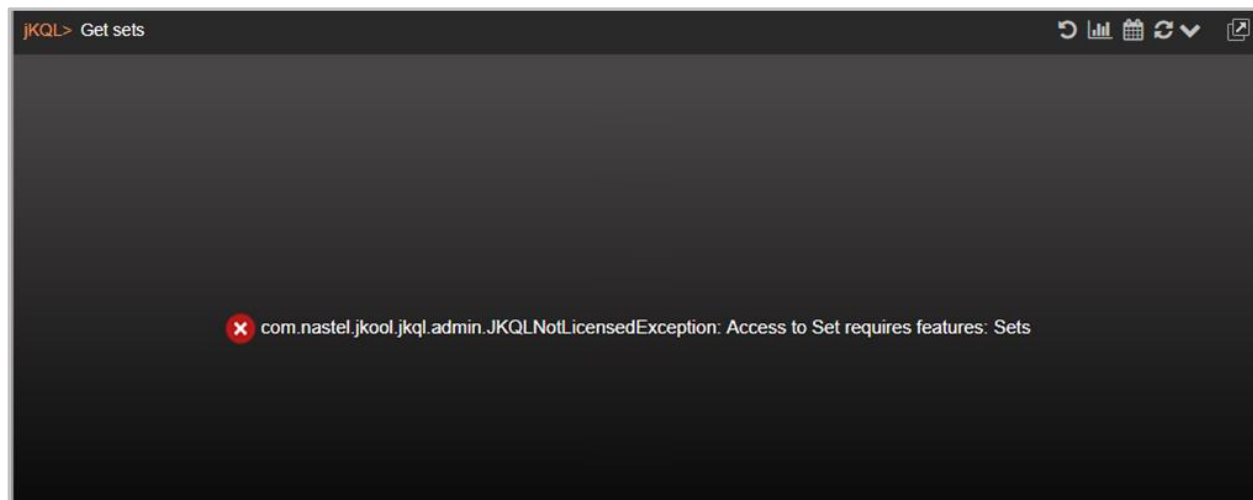 jKQL> Get sets
com.nastel.jkool.jkql.admin.JKQLNotLicensedException: Access to Set requires features: Sets